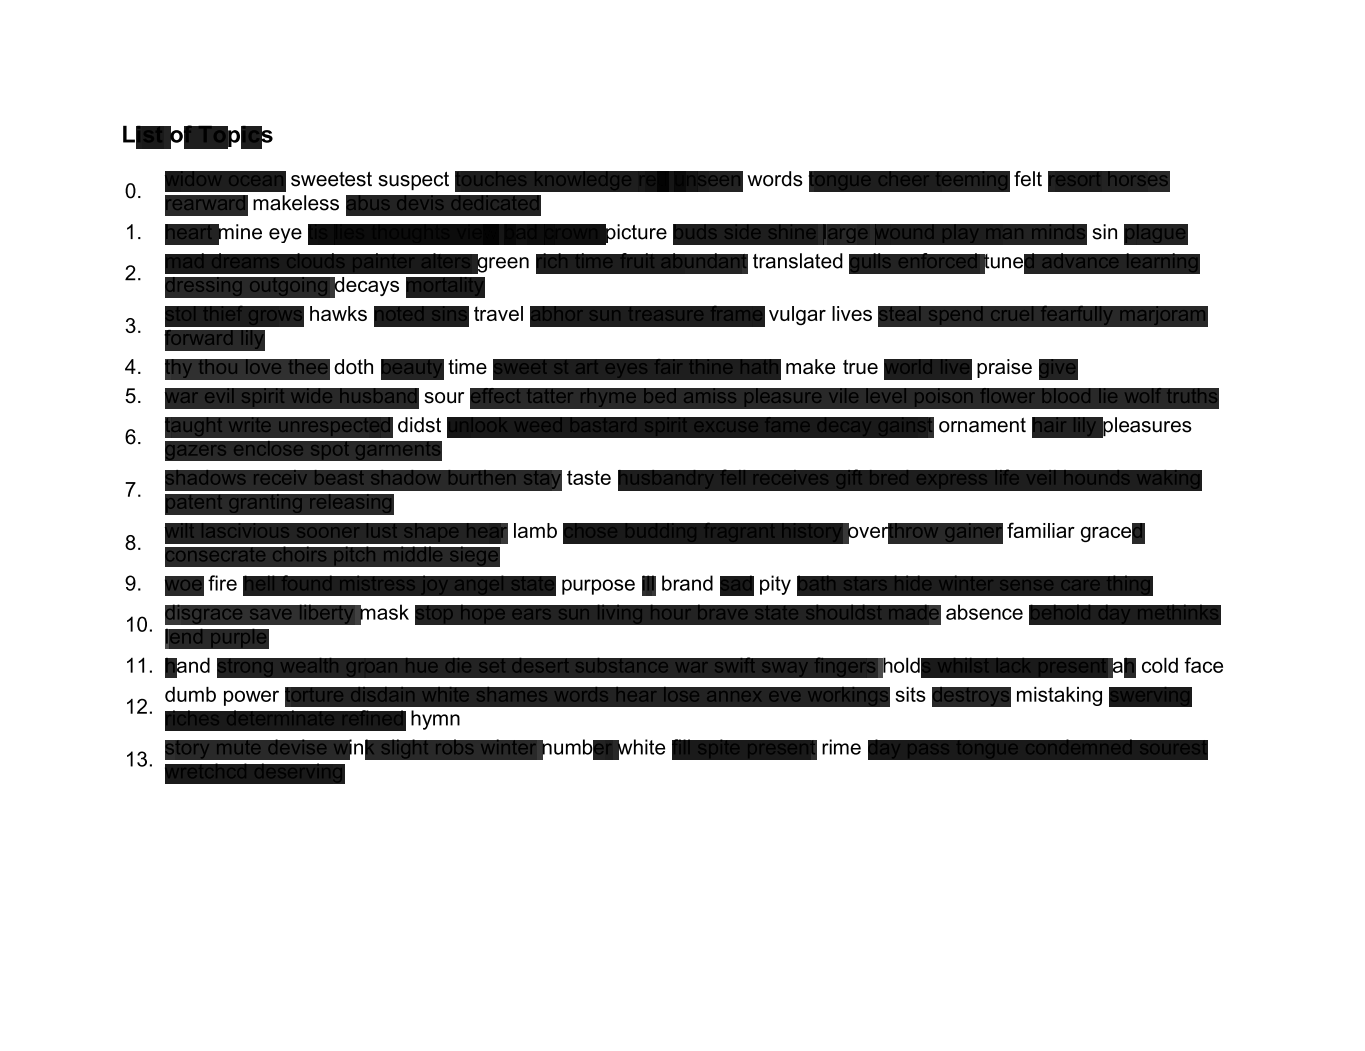 List of Topics
0. widow ocean sweetest suspect touches knowledge unseen words tongue cheer teeming felt resort horses
rearward makeless abus devis dedicated
1. heart mine eye tis lies thoughts bad crown picture buds side shine large wound play man minds sin plague
2. mad dreams clouds painter alters green rich time fruit abundant translated gulls enforced tuned advance learning
dressing outgoing decays mortality
3. stol thief grows hawks noted sins travel abhor sun treasure frame vulgar lives steal spend cruel fearfully marjoram
forward lily
4. thy thou love thee doth beauty time sweet st art eyes fair thine hath make true world live praise give
5. war evil spirit wide husband sour effect tatter rhyme bed amiss pleasure vile level poison flower blood lie wolf truths
6. taught write unrespected didst unlook weed bastard spirit excuse fame decay gainst ornament hair lily pleasures
gazers enclose spot garments
7. shadows receiv beast shadow burthen stay taste husbandry fell receives gift bred express life veil hounds waking
patent granting releasing
8. wilt lascivious sooner lust shape hear lamb chose budding fragrant history overthrow gainer familiar graced
consecrate choirs pitch middle siege
9. woe fire hell found mistress joy angel state purpose ill brand sad pity bath stars hide winter sense care thing
10. disgrace save liberty mask stop hope ears sun living hour brave state shouldst made absence behold day methinks
lend purple
11. hand strong wealth groan hue die set desert substance war swift sway fingers holds whilst lack present ah cold face
12. dumb power torture disdain white shames words hear lose annex eve workings sits destroys mistaking swerving
riches determinate refined hymn
13. story mute devise wink slight robs winter number white fill spite present rime day pass tongue condemned sourest
wretchcd deserving